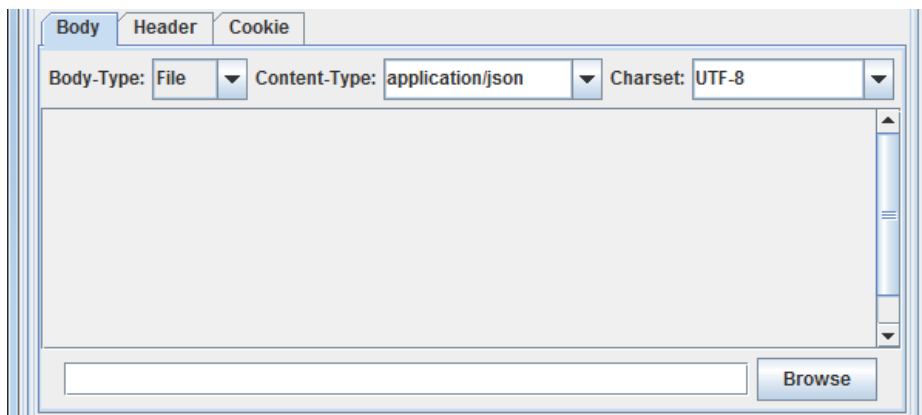 Body Header Cookie
Body-Type: File Content-Type: application/json Charset: UTF-8
Browse